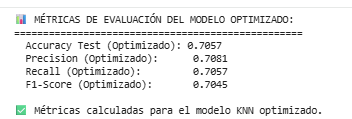 📊 MÉTRICAS DE EVALUACIÓN DEL MODELO OPTIMIZADO:
==================================================
Accuracy Test (Optimizado): 0.7057
Precision (Optimizado): 0.7081
Recall (Optimizado): 0.7057
F1-Score (Optimizado): 0.7045
✅ Métricas calculadas para el modelo KNN optimizado.